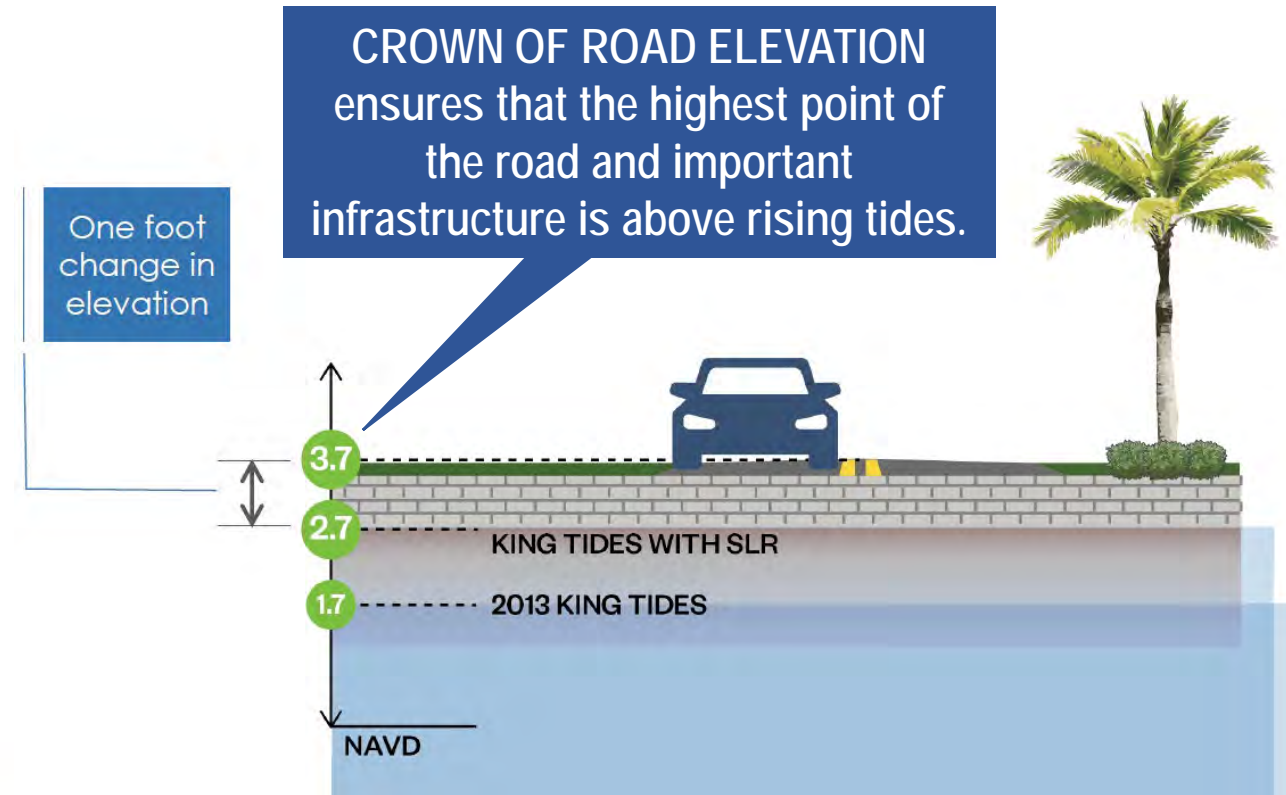 CROWN OF ROAD ELEVATION
ensures that the highest point of
the road and important
infrastructure is above rising tides.
One foot
change in
elevation
3.7
2.7
KING TIDES WITH SLR
1.7
2013 KING TIDES
NAVD